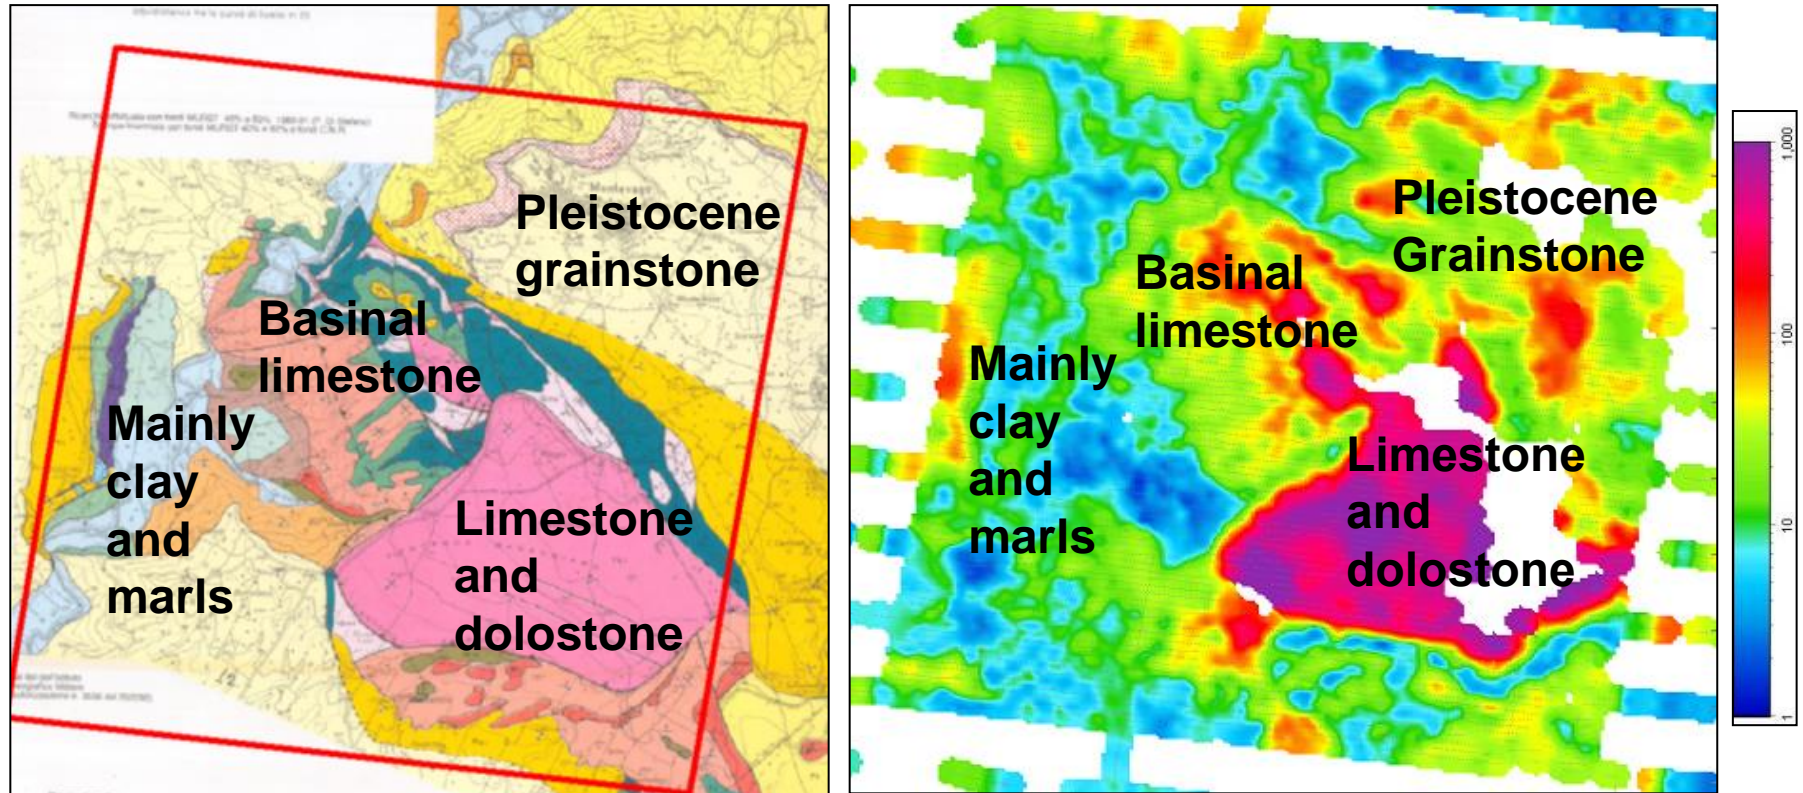 Pleistocene
grainstone
Basinal
limestone
Mainly
clay
and
marls
Limestone
and
dolostone
Pleistocene
Grainstone
Basinal
limestone
Mainly
clay
and
marls
Limestone
and
dolostone
1,000
100
10
1